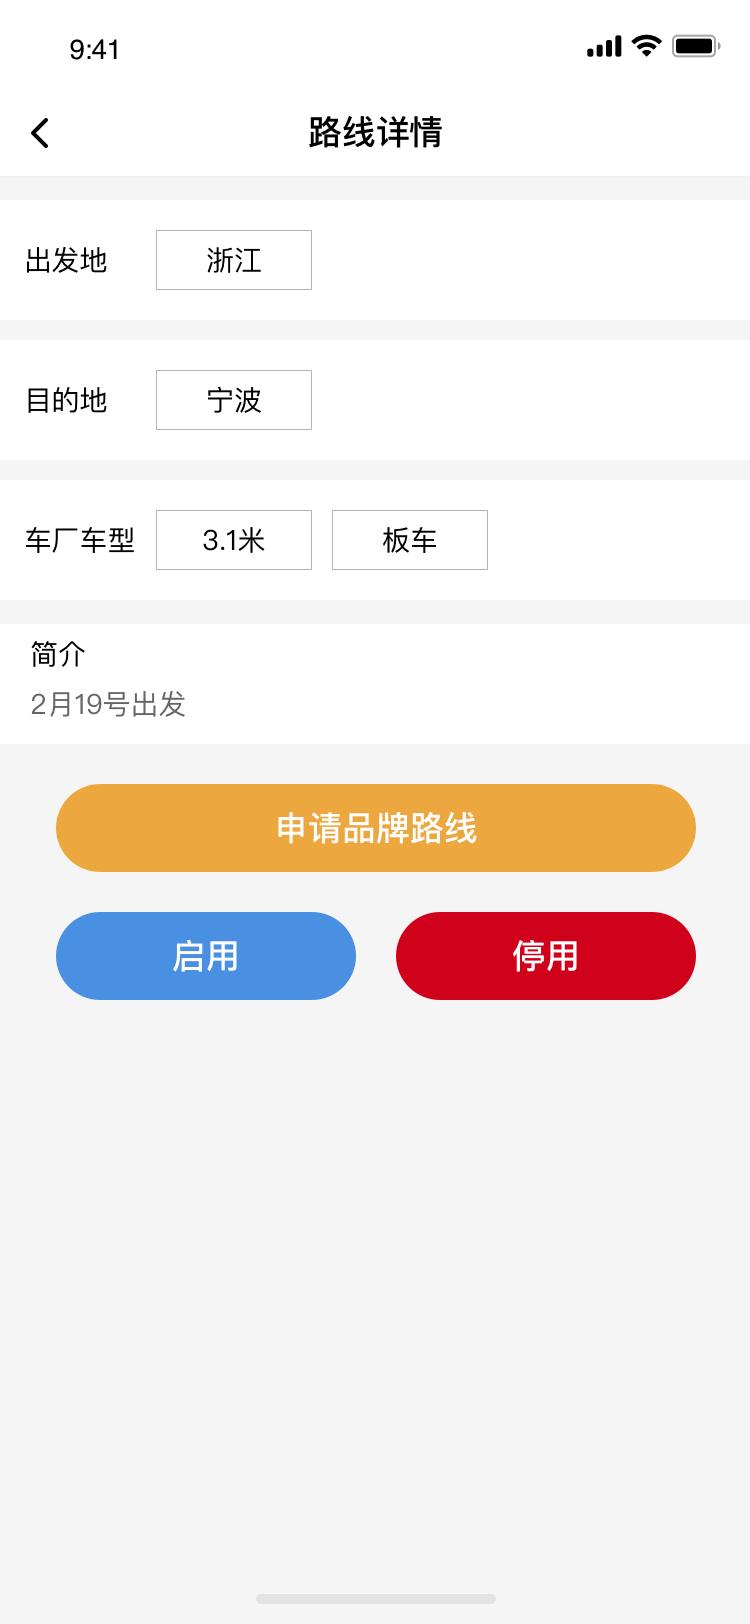 9:41
路线详情
出发地 浙江
目的地 宁波
车厂车型 3.1米 板车
简介
2月19号出发
申请品牌路线
启用 停用